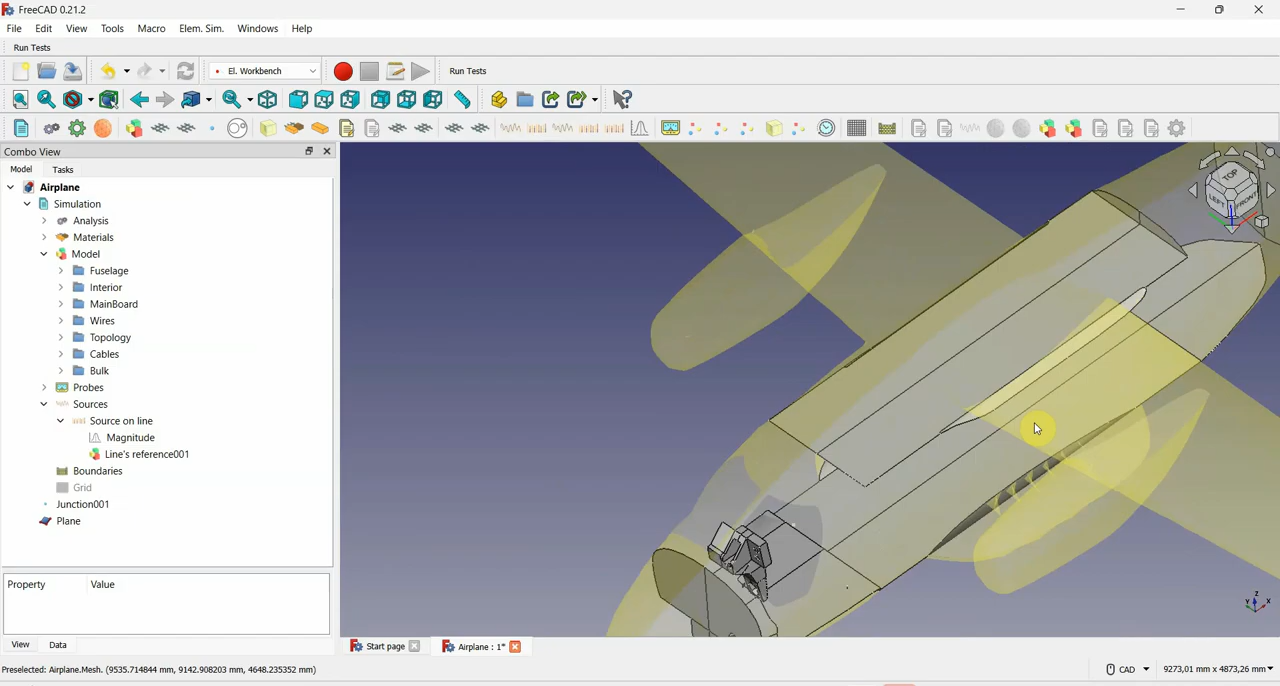 FreeCAD 0.21.2
File Edit View Tools Macro Elem. Sim. Windows Help
Run Tests
El. Workbench
Run Tests
Combo View
Model Tasks
Airplane
Simulation
Analysis
Materials
Model
Fuselage
Interior
MainBoard
Wires
Topology
Cables
Bulk
Probes
Sources
Source on line
Magnitude
Line's reference001
Boundaries
Grid
Junction001
Plane
TOP
LEFT
FRONT
Z
Y X
Property Value
View Data
Start page
Airplane : 1*
Preselected: Airplane.Mesh. (9535.714844 mm, 9142.908203 mm, 4648.235352 mm)
CAD
9273,01 mm x 4873,26 mm